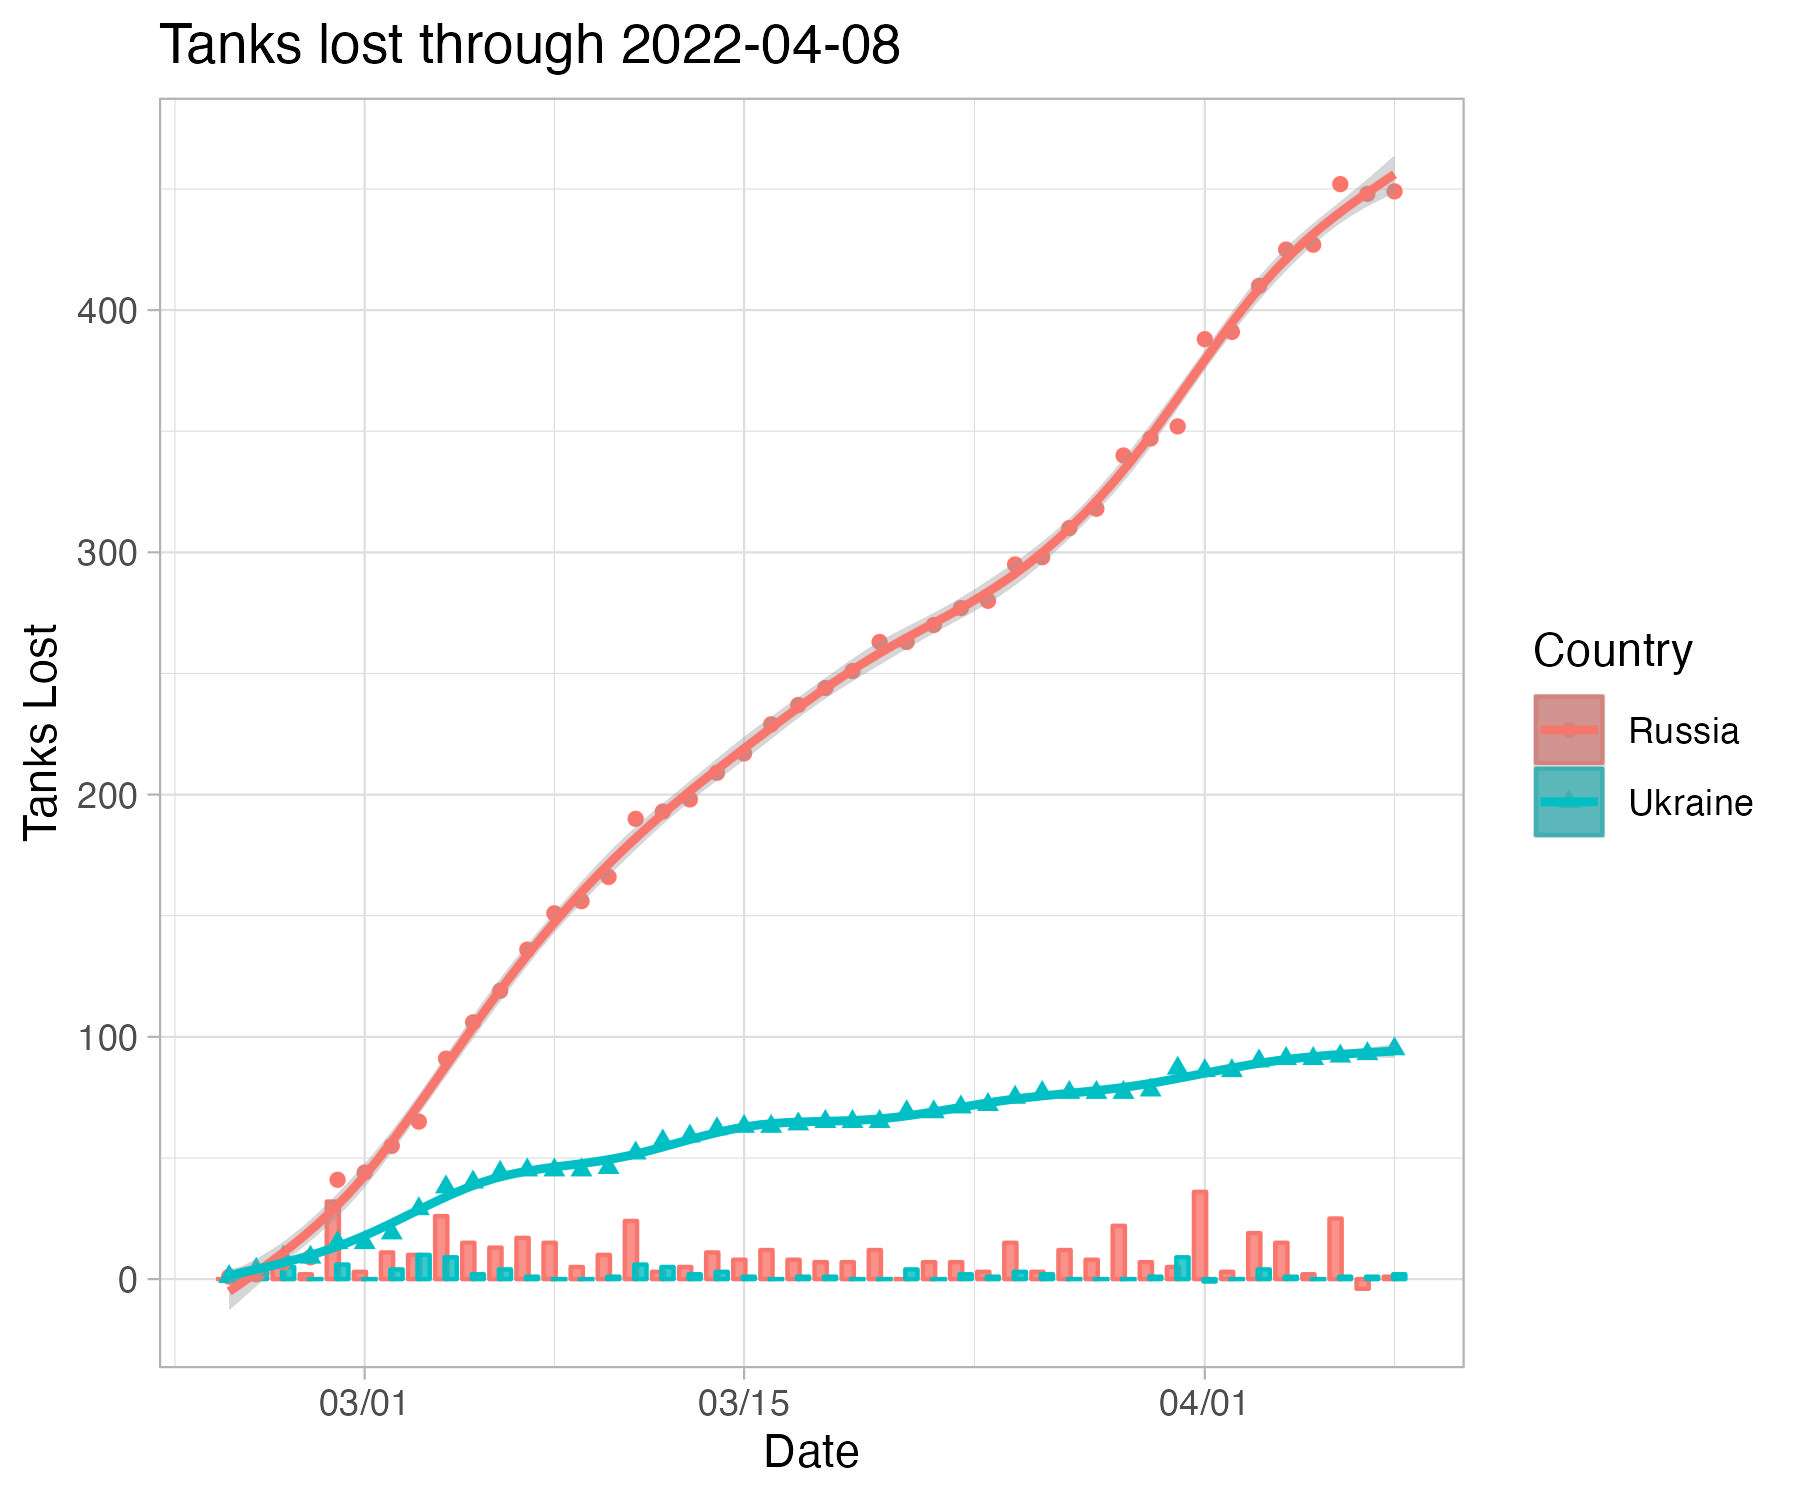 Tanks lost through 2022-04-08
Tanks Lost
400
300
200
100
0
03/01
03/15
04/01
Date
Country
Russia
Ukraine